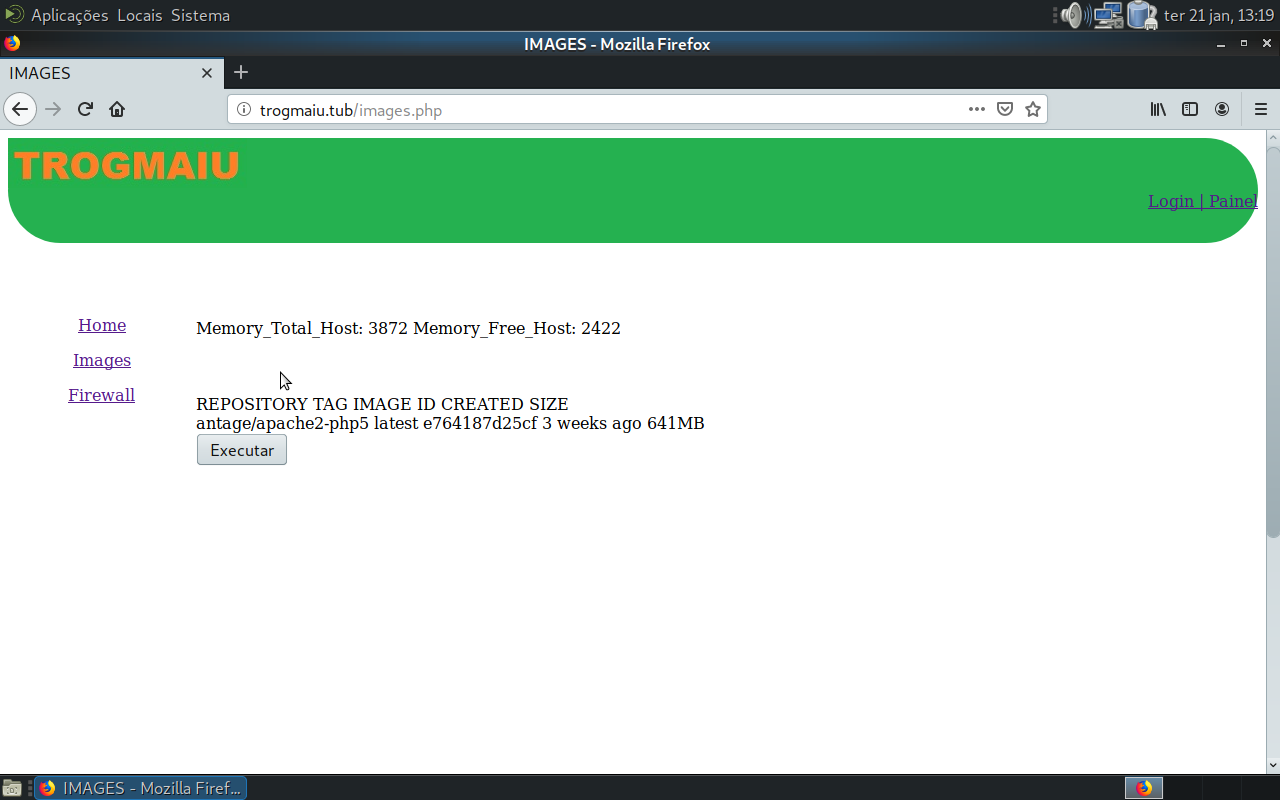 Aplicações Locais Sistema
ter 21 jan, 13:19
IMAGES - Mozilla Firefox
IMAGES
trogmaiu.tub/images.php
TROGMAIU
Login | Painel
Home
Memory_Total_Host: 3872 Memory_Free_Host: 2422
Images
Firewall
REPOSITORY TAG IMAGE ID CREATED SIZE
antage/apache2-php5 latest e764187d25cf 3 weeks ago 641MB
Executar
IMAGES - Mozilla Firef...